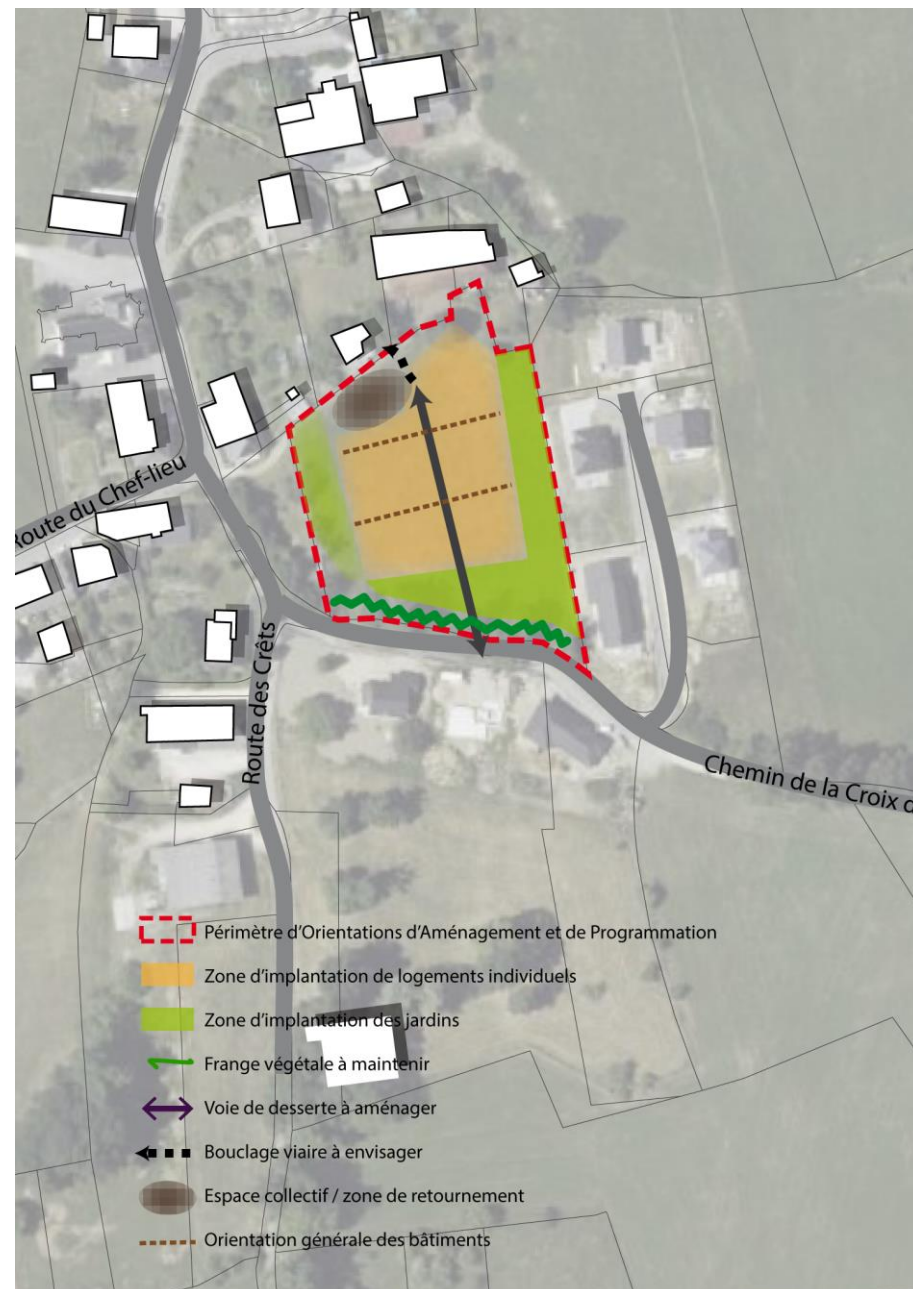 Route du Chef-lieu
Route des Crêts
Chemin de la Croix d
Périmètre d'Orientations d'Aménagement et de Programmation
Zone d'implantation de logements individuels
Zone d'implantation des jardins
Frange végétale à maintenir
Voie de desserte à aménager
Bouclage viaire à envisager
Espace collectif / zone de retournement
Orientation générale des bâtiments